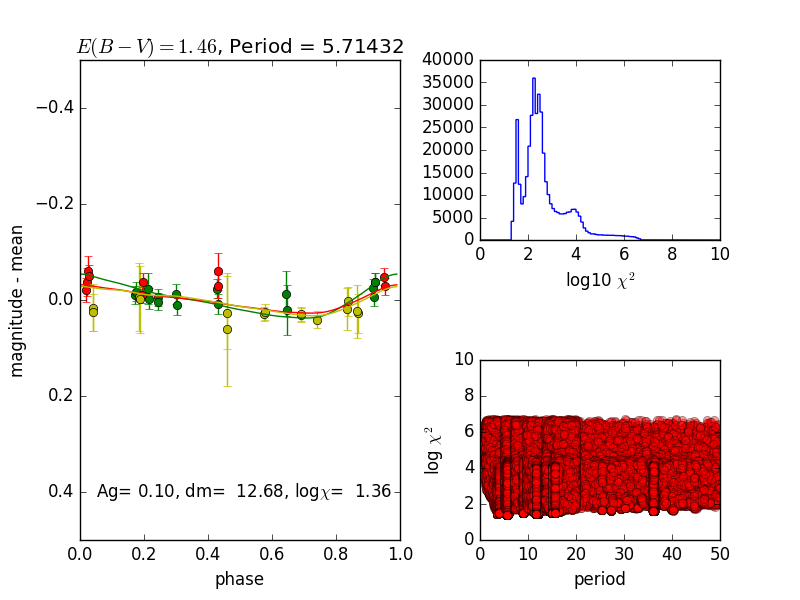 E(B − V) = 1.46, Period = 5.71432
−0.4
−0.2
0.0
0.2
0.4
magnitude - mean
Ag= 0.10, dm= 12.68, logχ= 1.36
0.0 0.2 0.4 0.6 0.8 1.0
phase
40000
35000
30000
25000
20000
15000
10000
5000
0
0 2 4 6 8 10
log10 χ²
10
8
6
4
2
0
log χ²
0 10 20 30 40 50
period